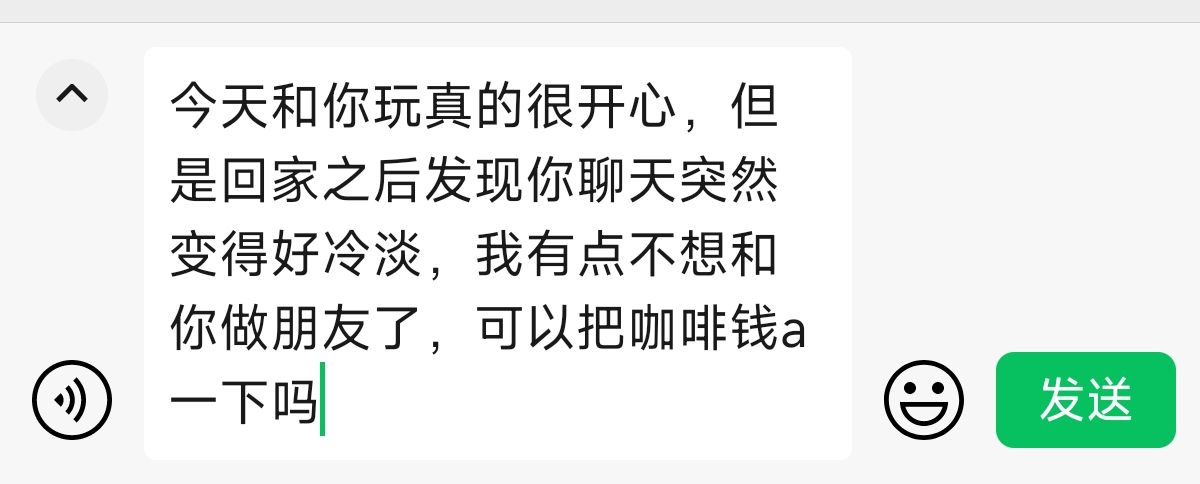 今天和你玩真的很开心，但
是回家之后发现你聊天突然
变得好冷淡，我有点不想和
你做朋友了，可以把咖啡钱a
一下吗
发送